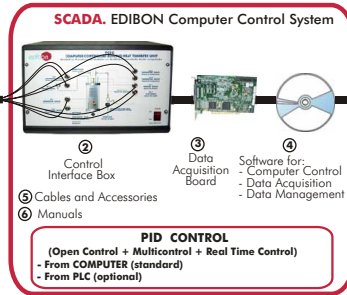 SCADA. EDIBON Computer Control System
② Control Interface Box
③ Data Acquisition Board
④ Software for:
- Computer Control
- Data Acquisition
- Data Management
⑤ Cables and Accessories
⑥ Manuals
PID CONTROL
(Open Control + Multicontrol + Real Time Control)
- From COMPUTER (standard)
- From PLC (optional)